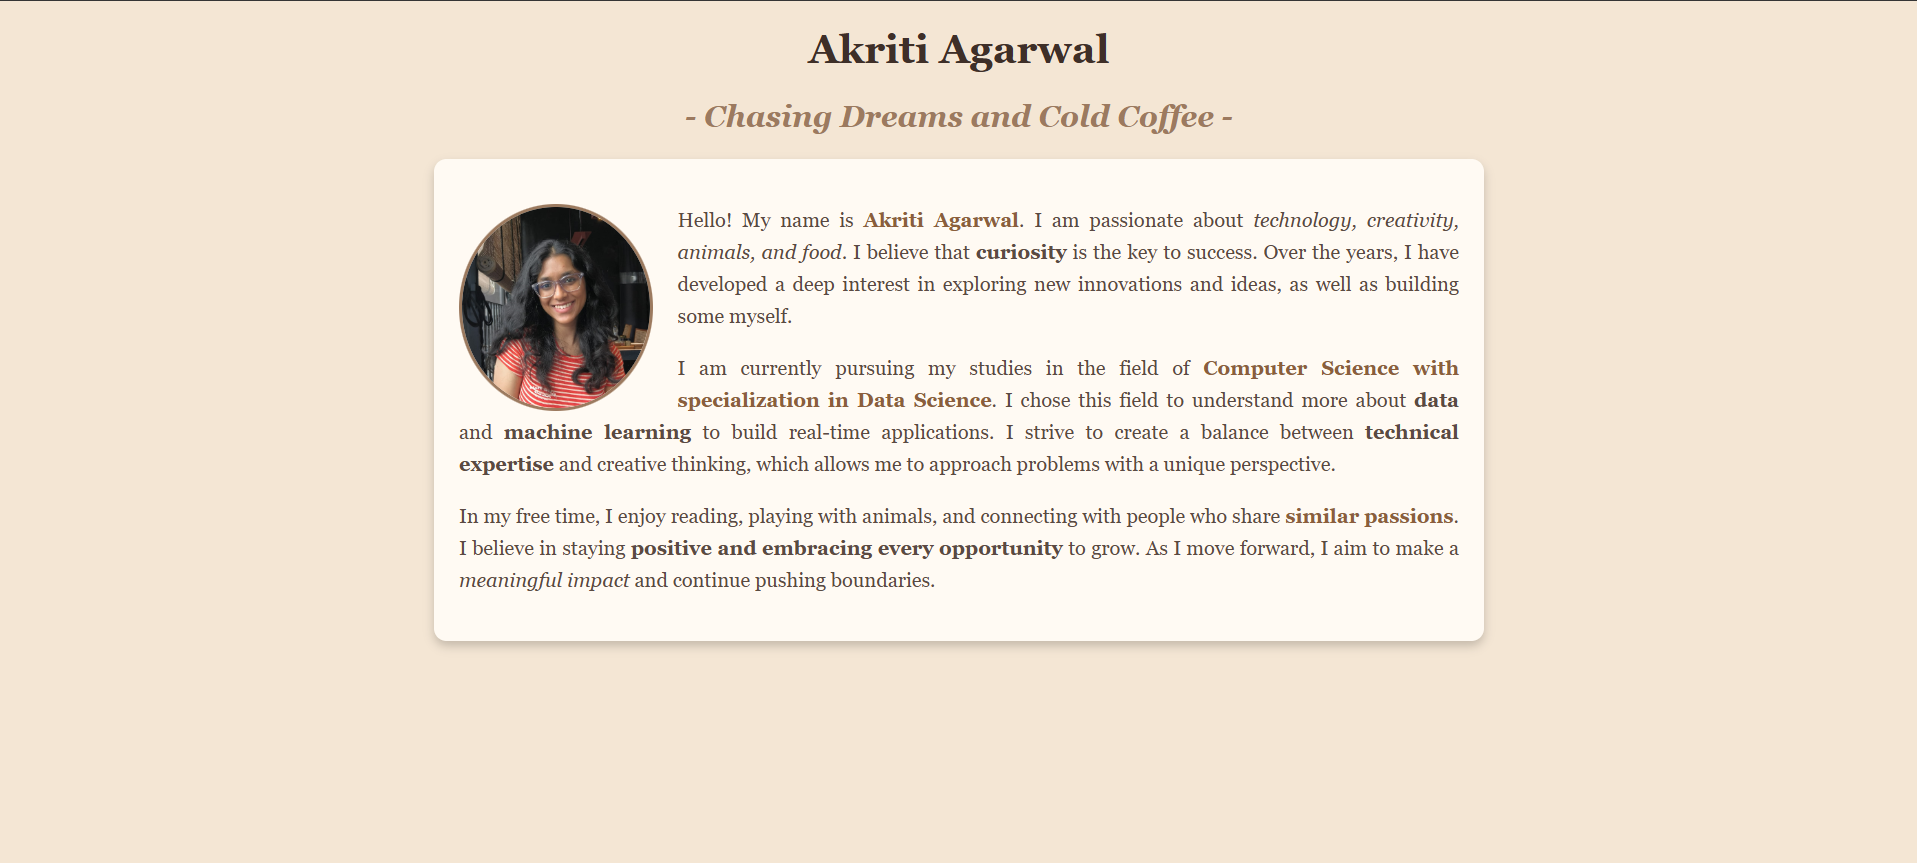 Akriti Agarwal
- Chasing Dreams and Cold Coffee -
Hello! My name is Akriti Agarwal. I am passionate about technology, creativity,
animals, and food. I believe that curiosity is the key to success. Over the years, I have
developed a deep interest in exploring new innovations and ideas, as well as building
some myself.
I am currently pursuing my studies in the field of Computer Science with
specialization in Data Science. I chose this field to understand more about data
and machine learning to build real-time applications. I strive to create a balance between technical
expertise and creative thinking, which allows me to approach problems with a unique perspective.
In my free time, I enjoy reading, playing with animals, and connecting with people who share similar passions.
I believe in staying positive and embracing every opportunity to grow. As I move forward, I aim to make a
meaningful impact and continue pushing boundaries.